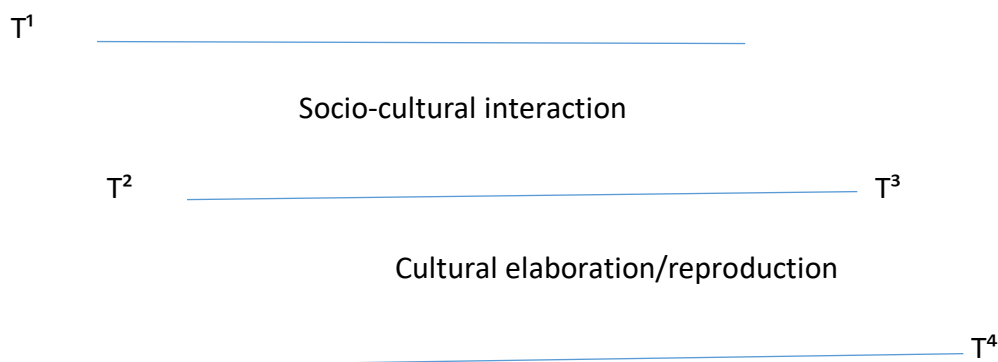 T¹
Socio-cultural interaction
T² T³
Cultural elaboration/reproduction
T⁴